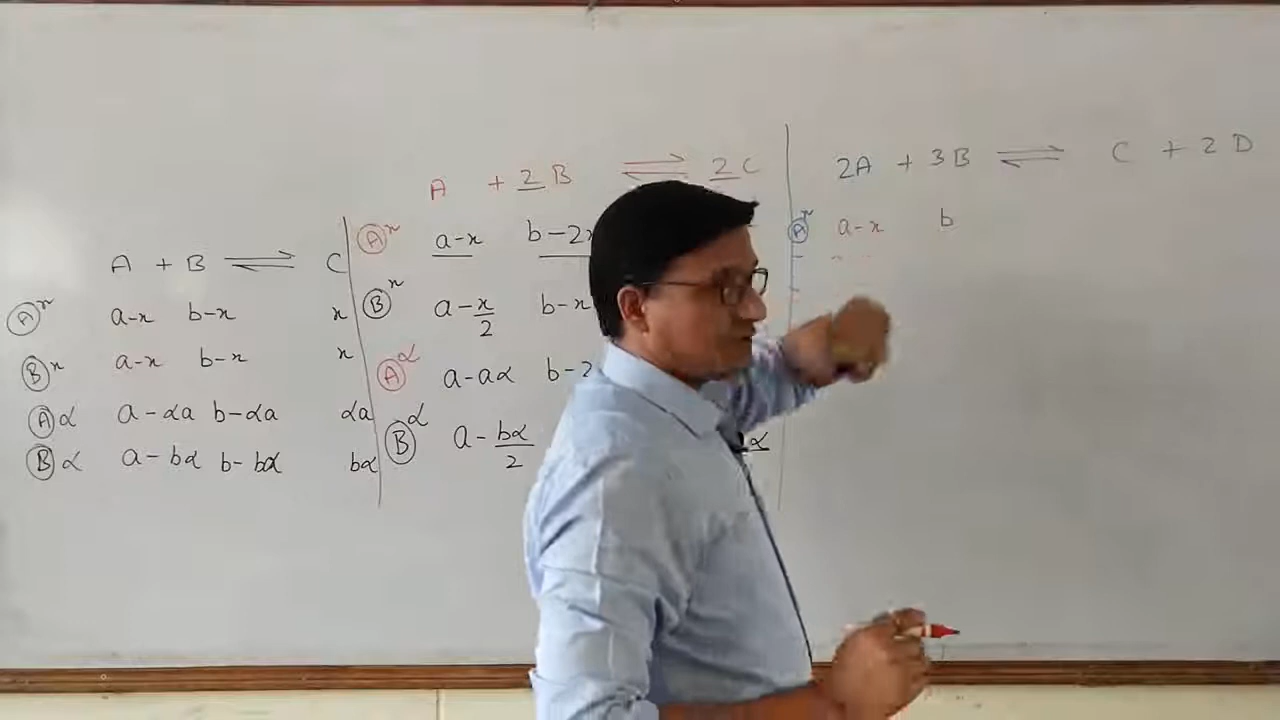 A + B ⇌ C
Ⓐx a-x b-x x
Ⓑx a-x b-x x
Ⓐα a-αa b-αa αa
Ⓑα a-bα b-bα bα
A + 2B ⇌ 2C
Ⓐx a-x b-2x
Ⓑx a-x/2 b-x
Ⓐα a-aα b-2
Ⓑα a-bα/2 α
2A + 3B ⇌ C + 2D
Ⓐx a-x b